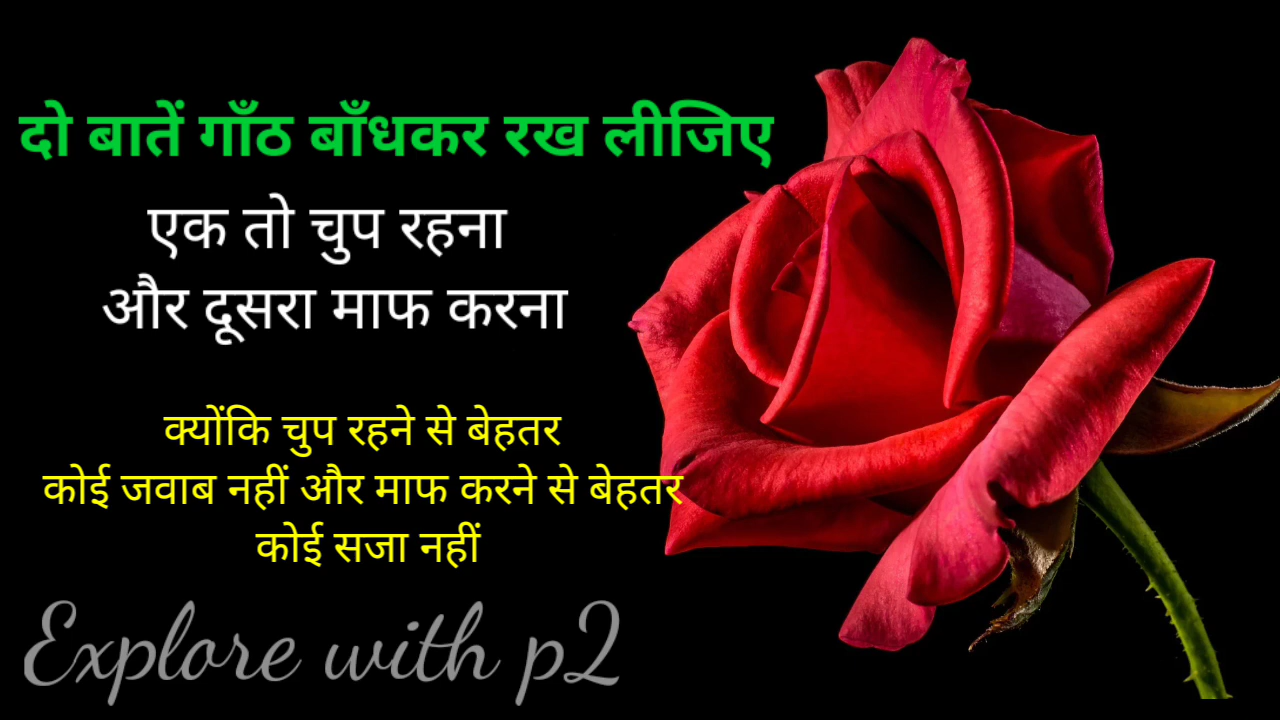 दो बातें गाँठ बाँधकर रख लीजिए
एक तो चुप रहना
और दूसरा माफ करना
क्योंकि चुप रहने से बेहतर
कोई जवाब नहीं और माफ करने से बेहतर
कोई सजा नहीं
Explore with p2